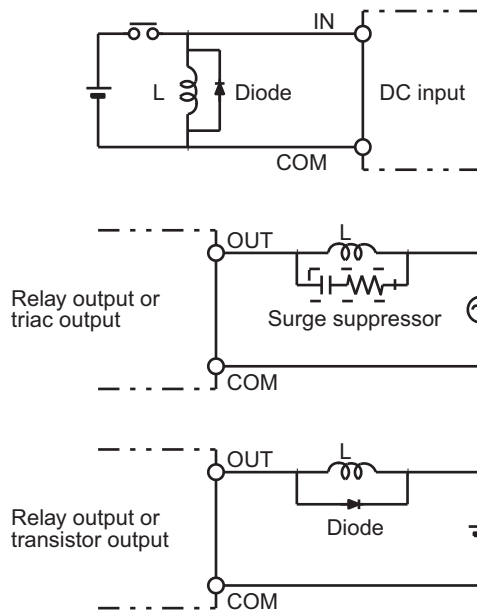 IN
L
Diode
DC input
COM
OUT
L
Relay output or
triac output
Surge suppressor
COM
OUT
L
Relay output or
transistor output
Diode
COM